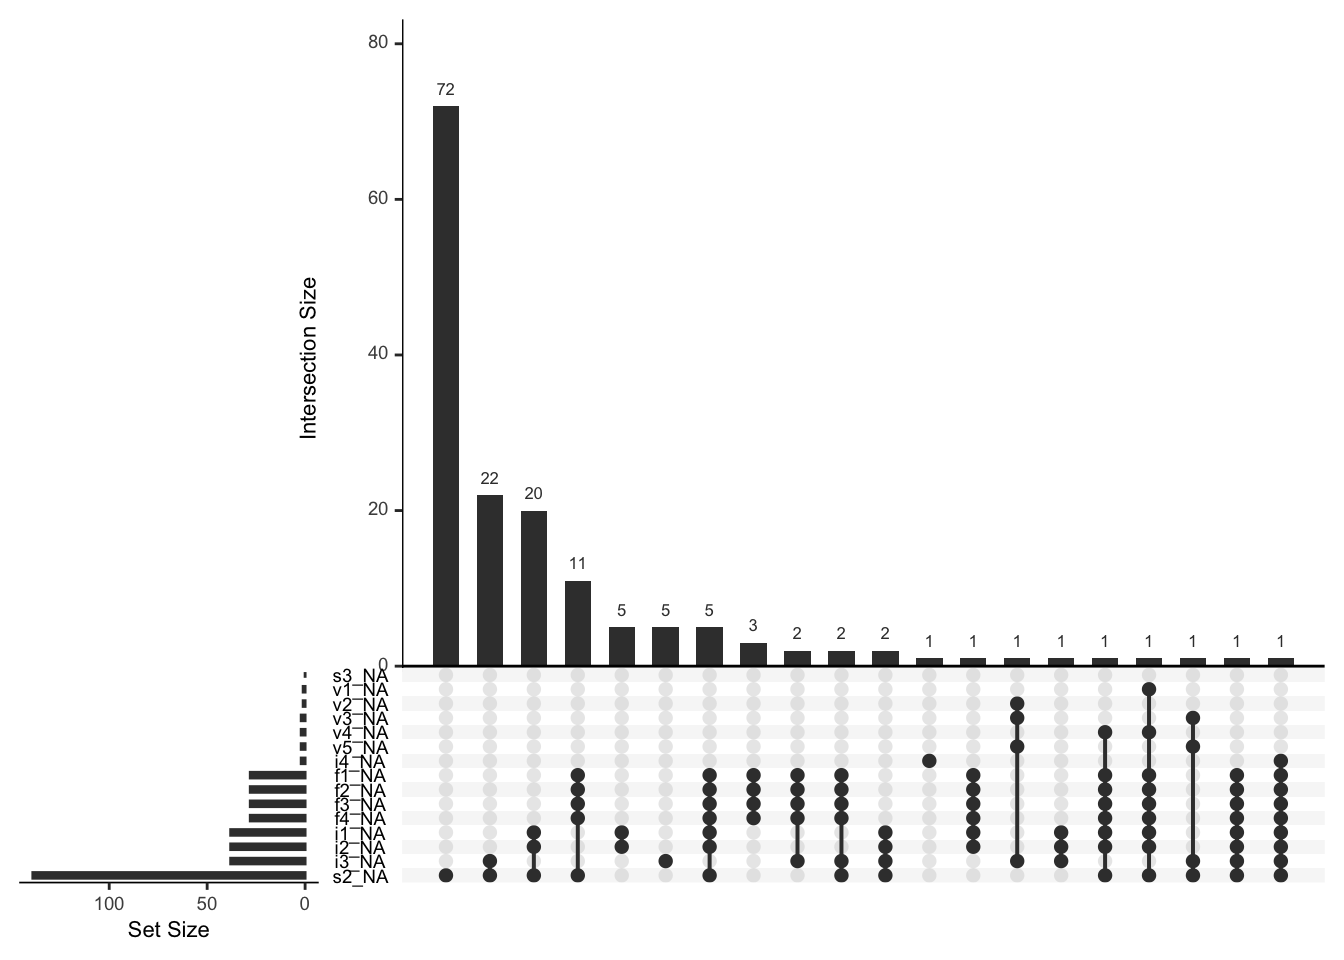 80
60
40
20
0
Intersection Size
72
22
20
11
5
5
5
3
2
2
2
1
1
1
1
1
1
1
1
1
s3_NA
v1_NA
v2_NA
v3_NA
v4_NA
v5_NA
i4_NA
f1_NA
f2_NA
f3_NA
f4_NA
i1_NA
i2_NA
i3_NA
s2_NA
100 50 0
Set Size